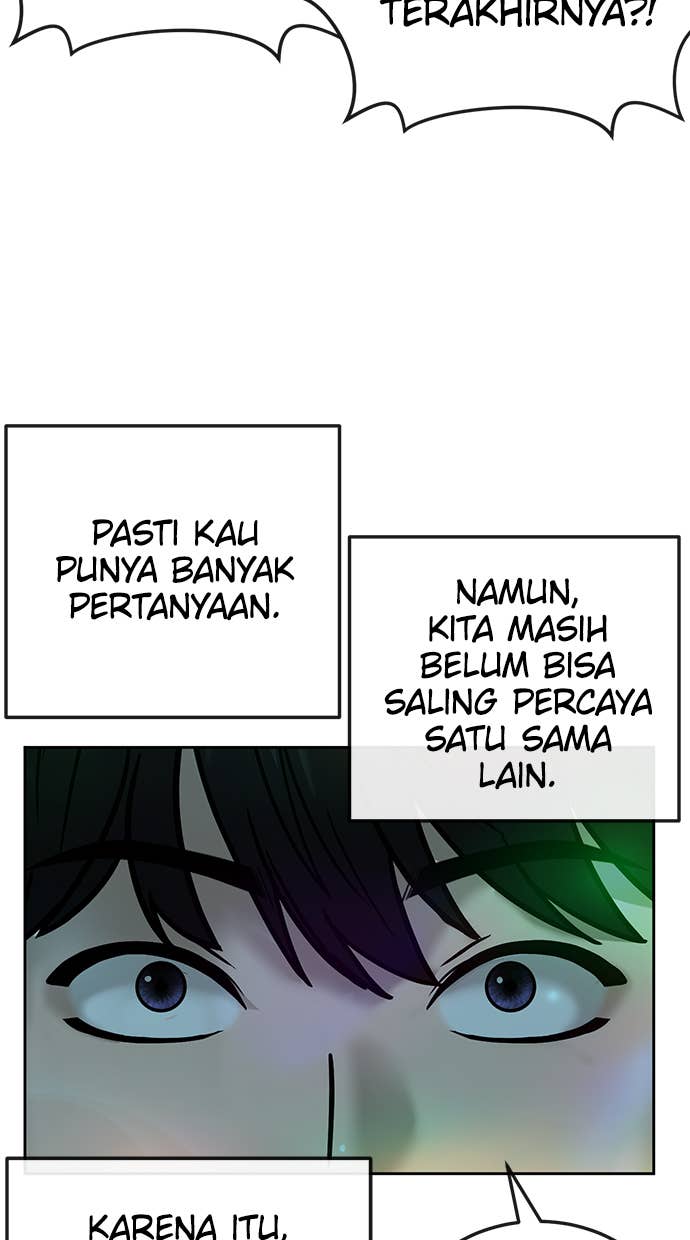 TERAKHIRNYA?!
PASTI KAU
PUNYA BANYAK
PERTANYAAN.
NAMUN,
KITA MASIH
BELUM BISA
SALING PERCAYA
SATU SAMA
LAIN.
KARENA ITU,